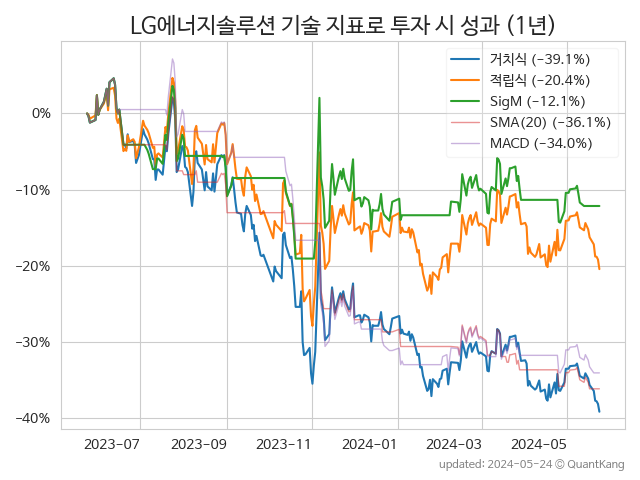 LG에너지솔루션 기술 지표로 투자 시 성과 (1년)
거치식 (−39.1%)
적립식 (−20.4%)
SigM (−12.1%)
SMA(20) (−36.1%)
MACD (−34.0%)
0%
−10%
−20%
−30%
−40%
2023−07 2023−09 2023−11 2024−01 2024−03 2024−05
updated: 2024−05−24 © QuantKang